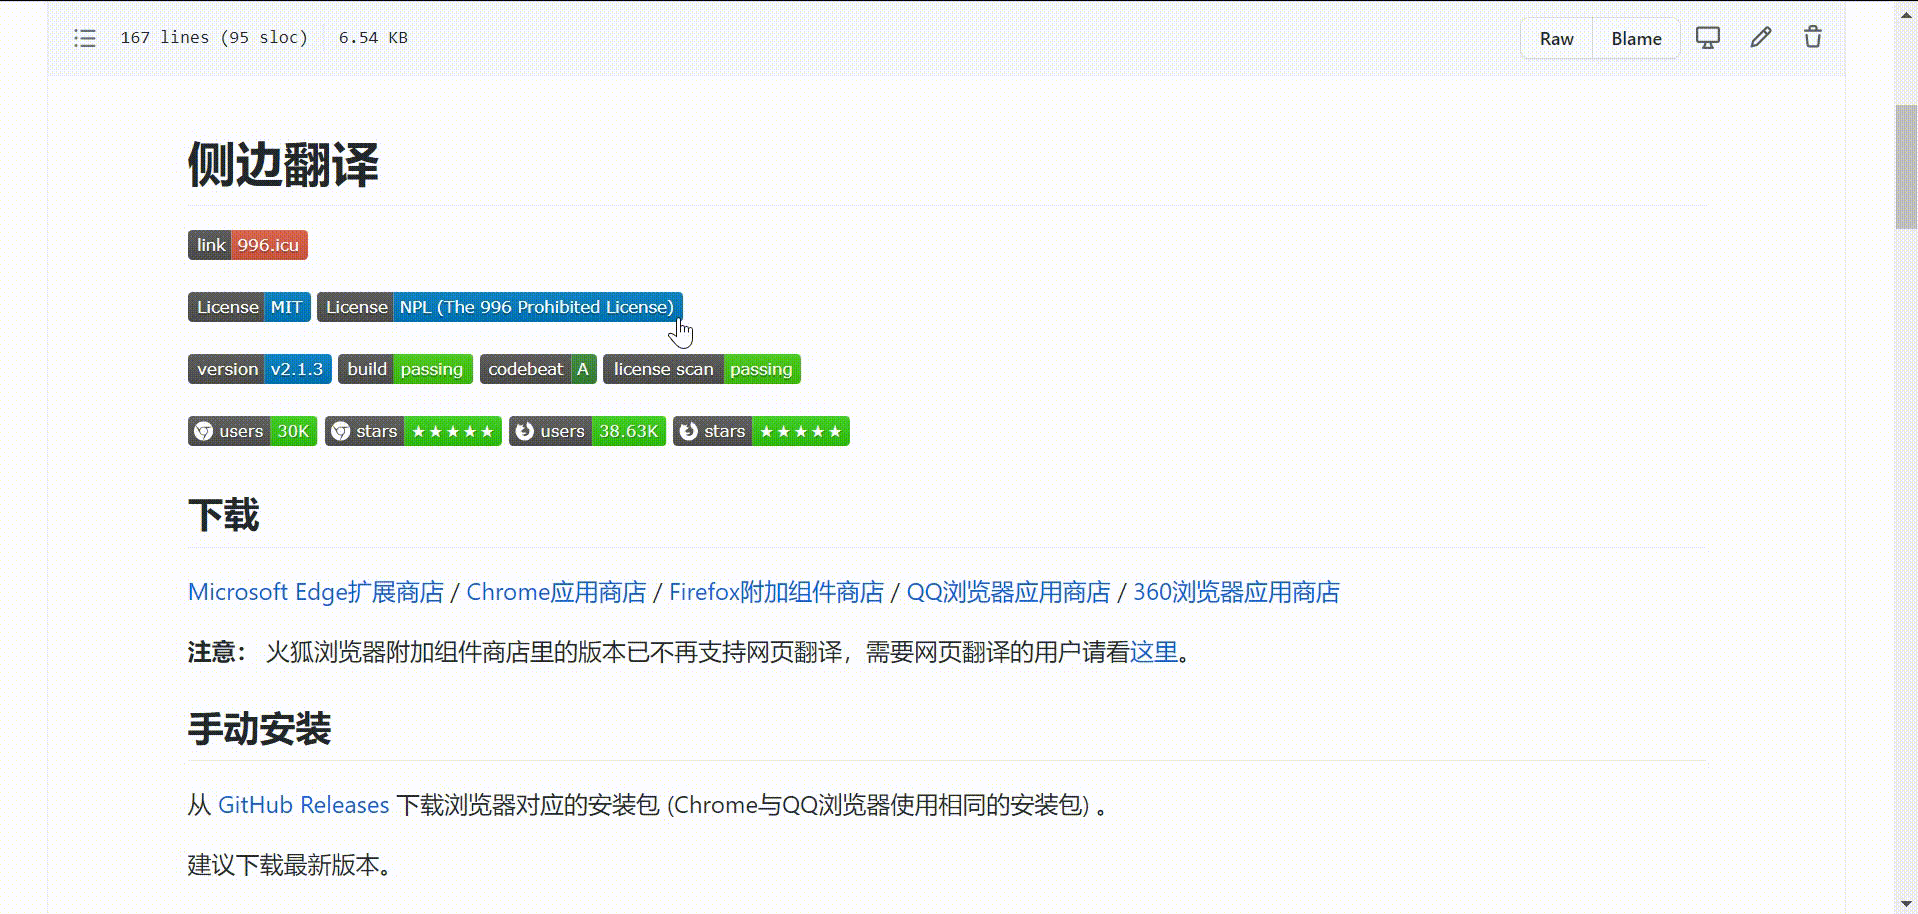 167 lines (95 sloc) 6.54 KB Raw Blame
侧边翻译
link 996.icu
License MIT License NPL (The 996 Prohibited License)
version v2.1.3 build passing codebeat A license scan passing
users 30K stars ★★★★★ users 38.63K stars ★★★★★
下载
Microsoft Edge扩展商店 / Chrome应用商店 / Firefox附加组件商店 / QQ浏览器应用商店 / 360浏览器应用商店
注意： 火狐浏览器附加组件商店里的版本已不再支持网页翻译，需要网页翻译的用户请看这里。
手动安装
从 GitHub Releases 下载浏览器对应的安装包 (Chrome与QQ浏览器使用相同的安装包) 。
建议下载最新版本。